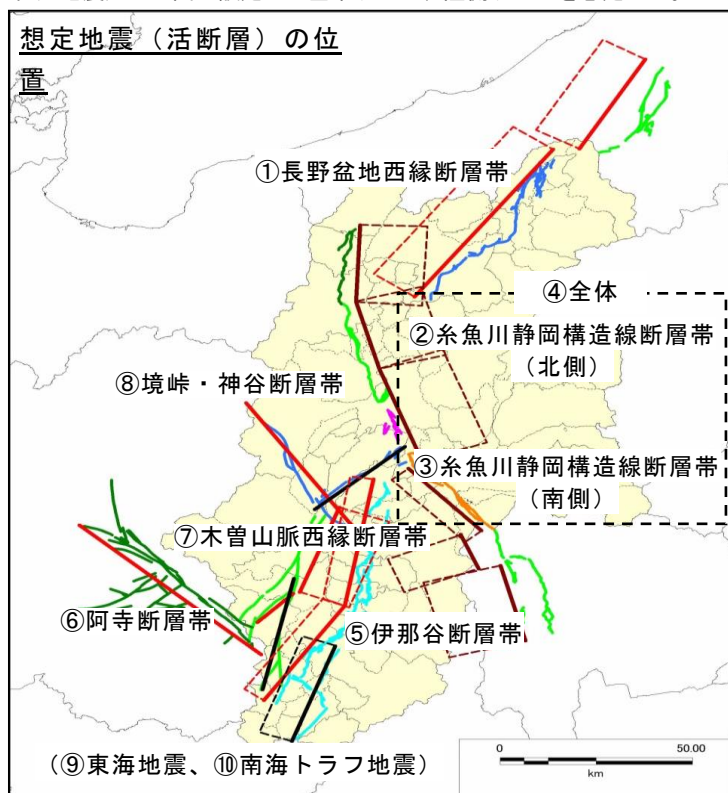 想定地震（活断層）の位
置
①長野盆地西縁断層帯
④全体
②糸魚川静岡構造線断層帯
（北側）
⑧境峠・神谷断層帯
③糸魚川静岡構造線断層帯
（南側）
⑦木曽山脈西縁断層帯
⑥阿寺断層帯
⑤伊那谷断層帯
（⑨東海地震、⑩南海トラフ地震）
0 50.00
km